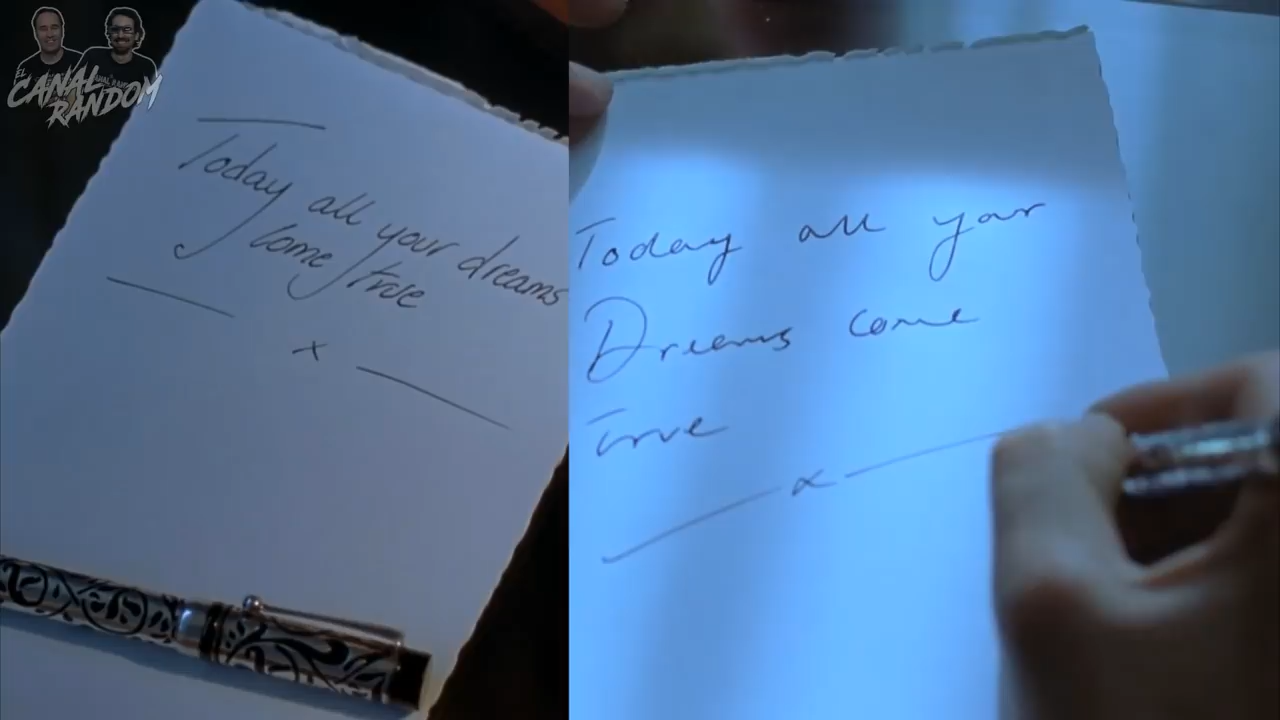 EL
CANAL
RANDOM
Today all your dreams
come true
x
Today all your
Dreams come
True
x